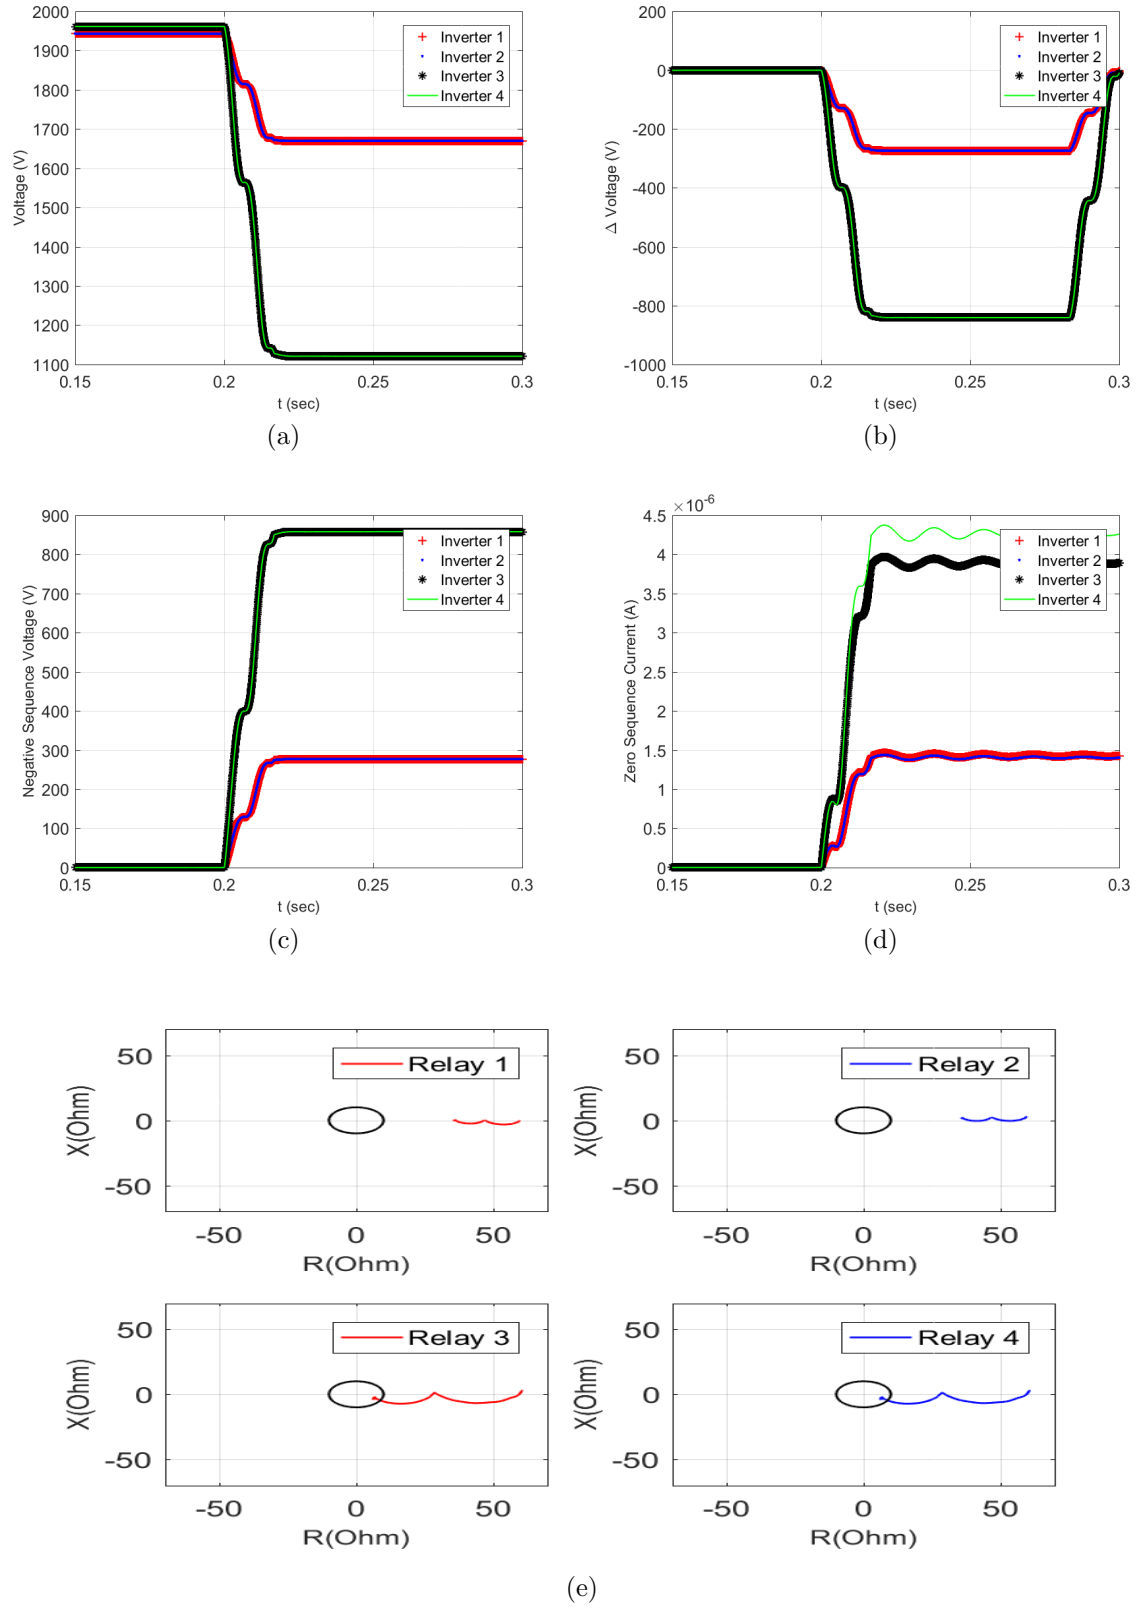 2000
1900
1800
1700
1600
1500
1400
1300
1200
1100
Voltage (V)
0.15 0.2 0.25 0.3
t (sec)
Inverter 1
Inverter 2
Inverter 3
Inverter 4
(a)
200
0
-200
-400
-600
-800
-1000
Δ Voltage (V)
0.15 0.2 0.25 0.3
t (sec)
Inverter 1
Inverter 2
Inverter 3
Inverter 4
(b)
900
800
700
600
500
400
300
200
100
0
Negative Sequence Voltage (V)
0.15 0.2 0.25 0.3
t (sec)
Inverter 1
Inverter 2
Inverter 3
Inverter 4
(c)
×10⁻⁶
4.5
4
3.5
3
2.5
2
1.5
1
0.5
0
Zero Sequence Current (A)
0.15 0.2 0.25 0.3
t (sec)
Inverter 1
Inverter 2
Inverter 3
Inverter 4
(d)
50
0
-50
X(Ohm)
-50 0 50
R(Ohm)
Relay 1
50
0
-50
X(Ohm)
-50 0 50
R(Ohm)
Relay 2
50
0
-50
X(Ohm)
-50 0 50
R(Ohm)
Relay 3
50
0
-50
X(Ohm)
-50 0 50
R(Ohm)
Relay 4
(e)